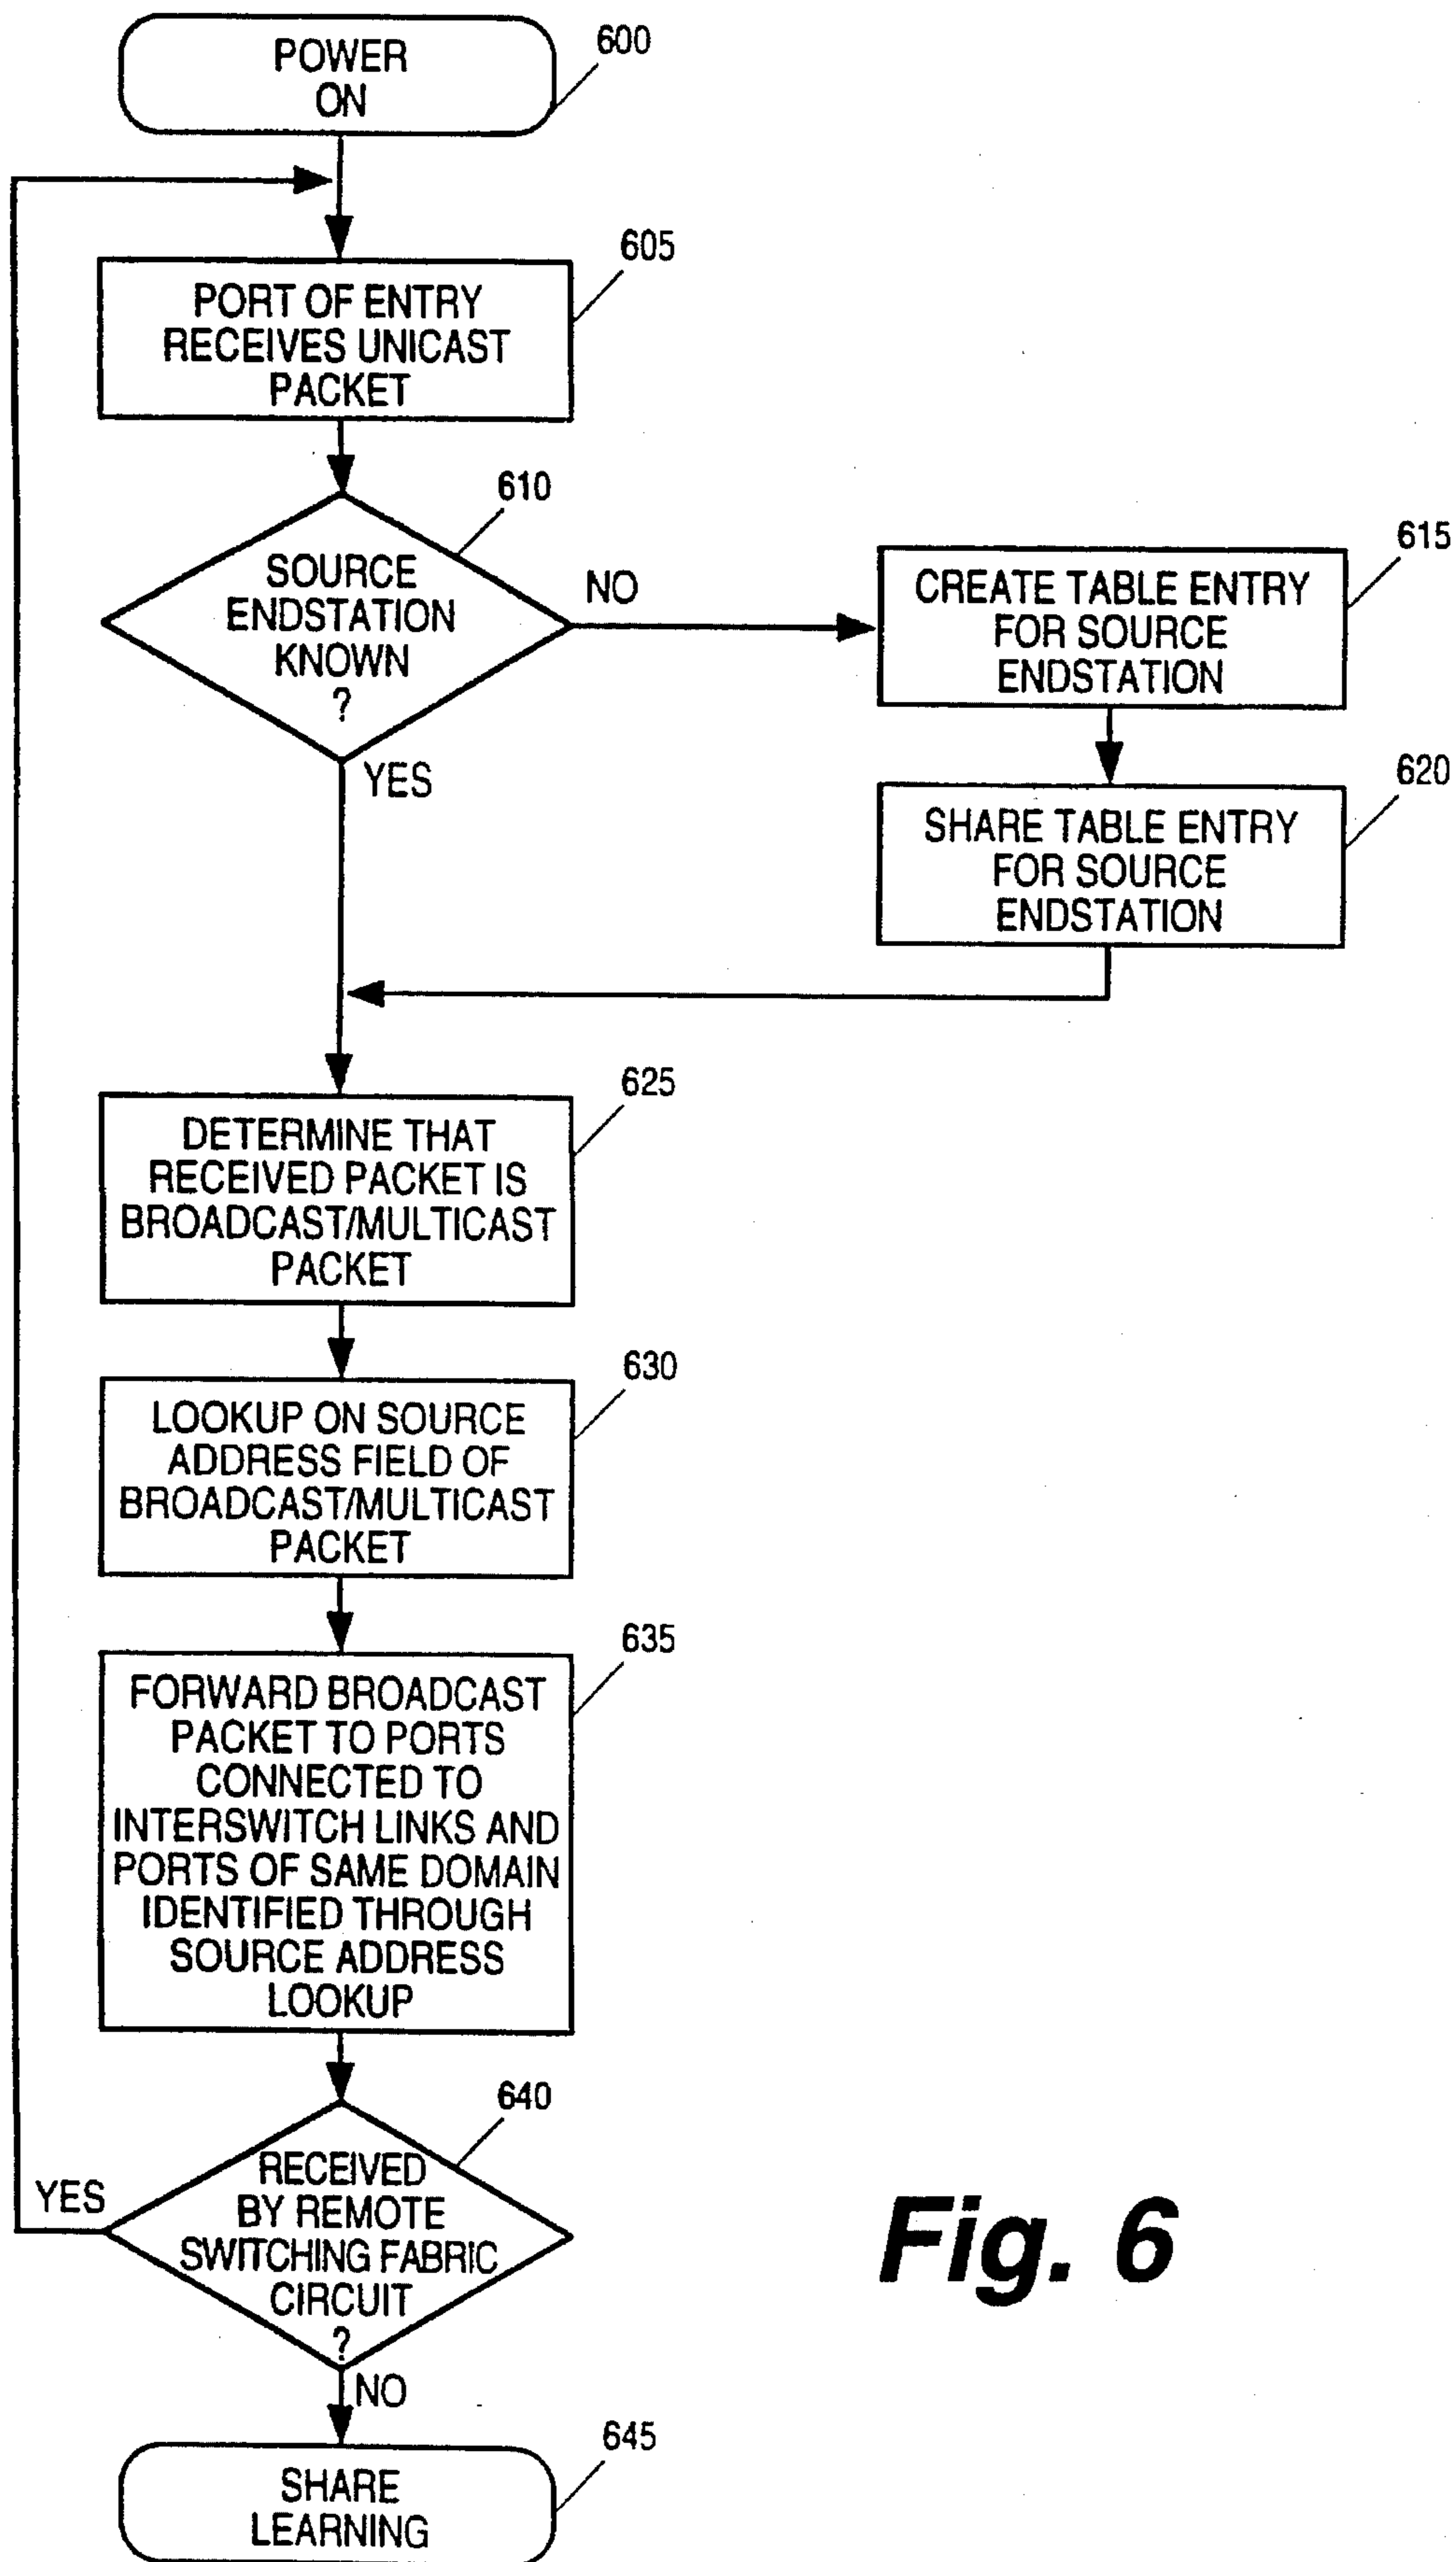 POWER
ON
600
PORT OF ENTRY
RECEIVES UNICAST
PACKET
605
SOURCE
ENDSTATION
KNOWN
?
610
NO
YES
CREATE TABLE ENTRY
FOR SOURCE
ENDSTATION
615
SHARE TABLE ENTRY
FOR SOURCE
ENDSTATION
620
DETERMINE THAT
RECEIVED PACKET IS
BROADCAST/MULTICAST
PACKET
625
LOOKUP ON SOURCE
ADDRESS FIELD OF
BROADCAST/MULTICAST
PACKET
630
FORWARD BROADCAST
PACKET TO PORTS
CONNECTED TO
INTERSWITCH LINKS AND
PORTS OF SAME DOMAIN
IDENTIFIED THROUGH
SOURCE ADDRESS
LOOKUP
635
RECEIVED
BY REMOTE
SWITCHING FABRIC
CIRCUIT
?
640
YES
NO
SHARE
LEARNING
645
Fig. 6